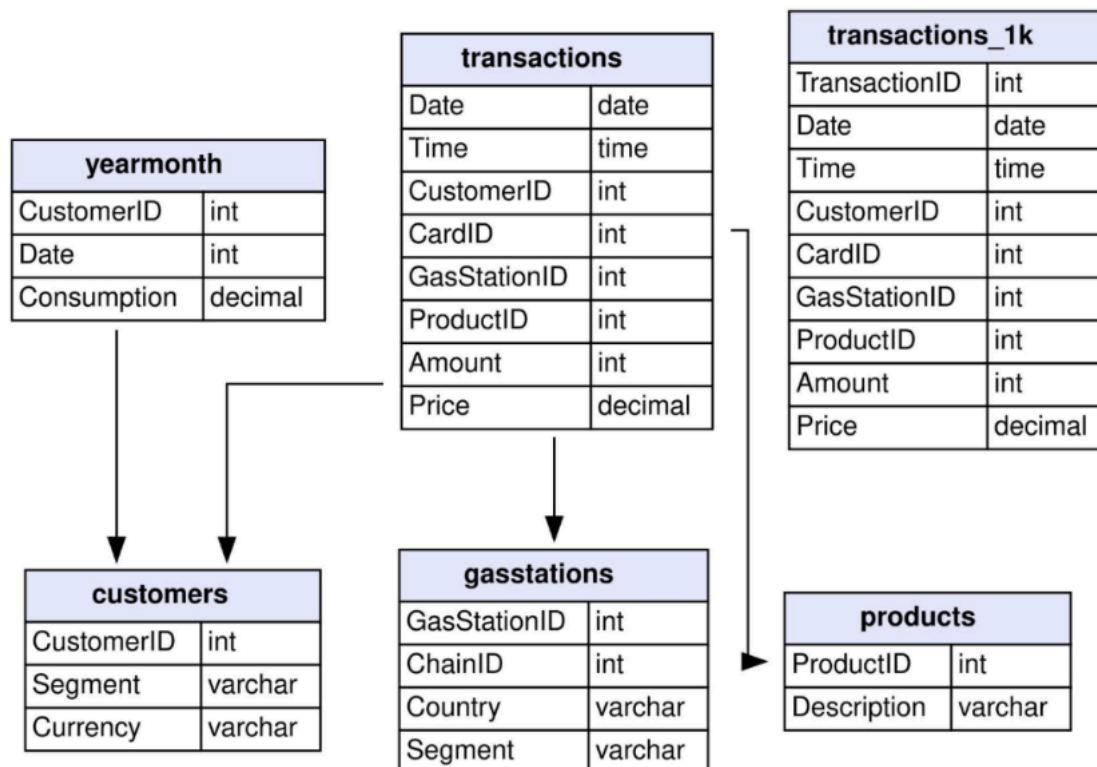 yearmonth
CustomerID int
Date int
Consumption decimal
transactions
Date date
Time time
CustomerID int
CardID int
GasStationID int
ProductID int
Amount int
Price decimal
transactions_1k
TransactionID int
Date date
Time time
CustomerID int
CardID int
GasStationID int
ProductID int
Amount int
Price decimal
customers
CustomerID int
Segment varchar
Currency varchar
gasstations
GasStationID int
ChainID int
Country varchar
Segment varchar
products
ProductID int
Description varchar